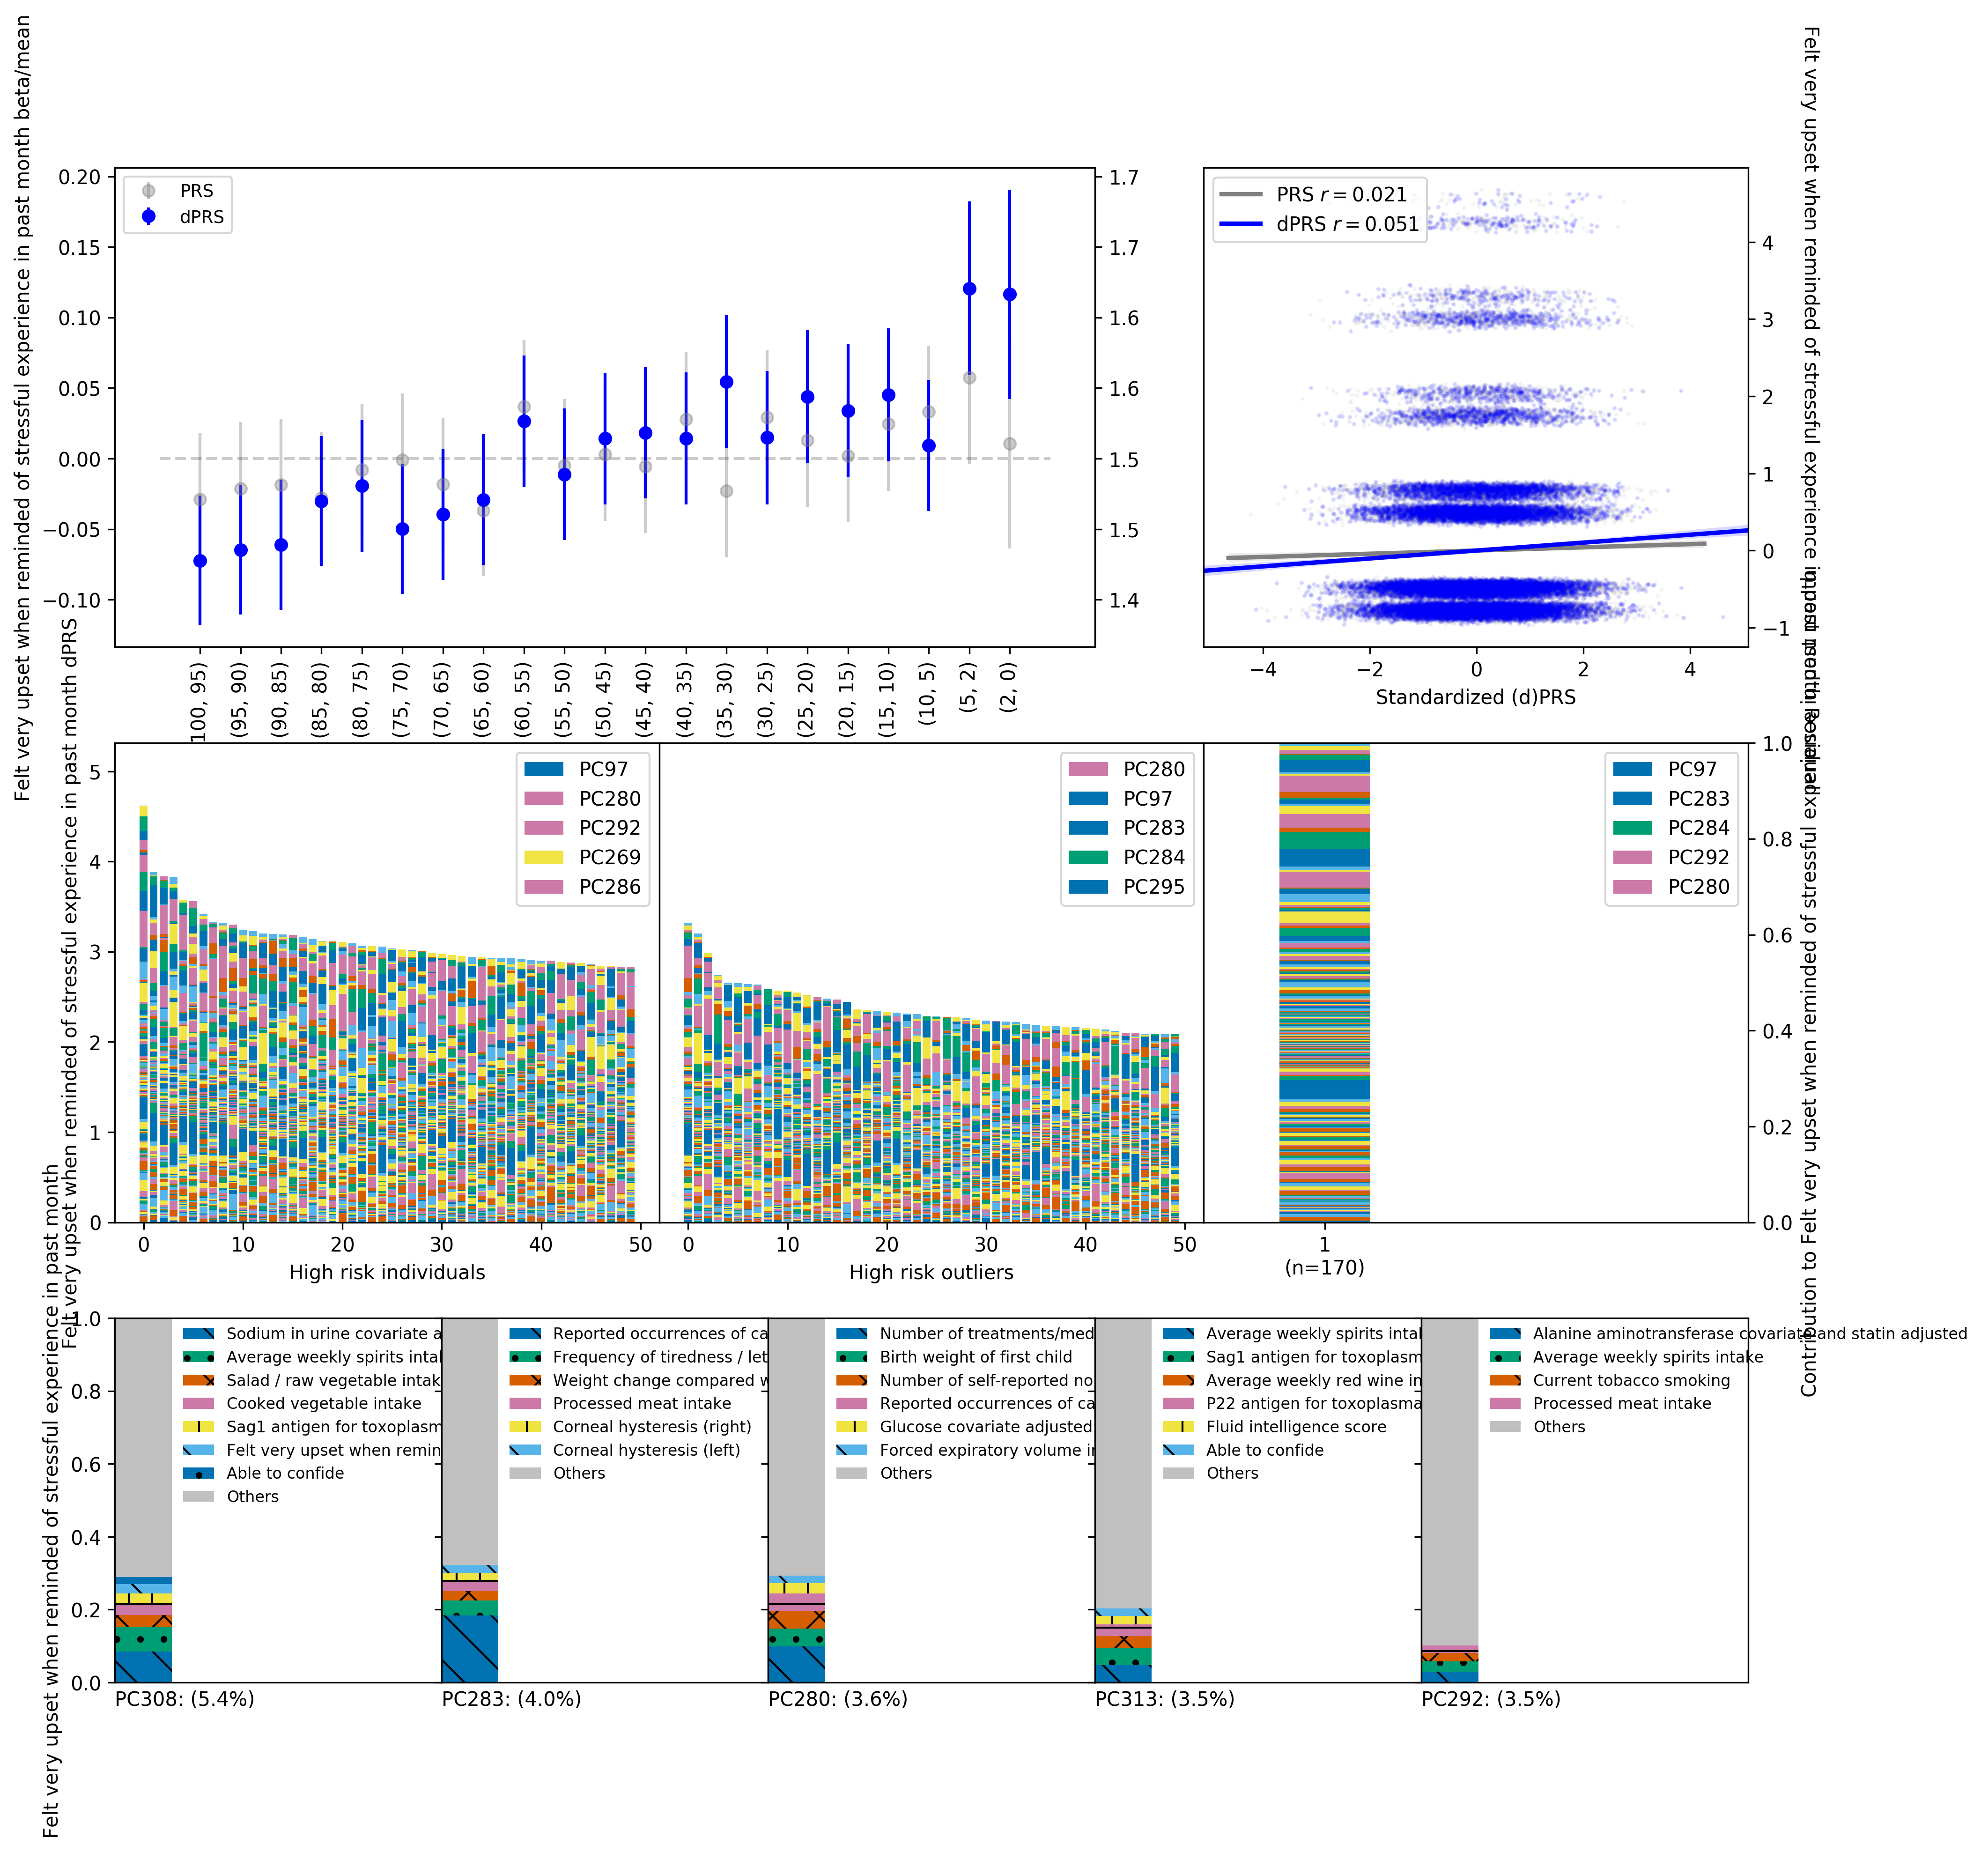 Felt very upset when reminded of stressful experience in past month beta/mean
0.20
0.15
0.10
0.05
0.00
−0.05
−0.10
PRS
dPRS
1.7
1.7
1.6
1.6
1.5
1.5
1.4
100, 95)
(95, 90)
(90, 85)
(85, 80)
(80, 75)
(75, 70)
(70, 65)
(65, 60)
(60, 55)
(55, 50)
(50, 45)
(45, 40)
(40, 35)
(35, 30)
(30, 25)
(25, 20)
(20, 15)
(15, 10)
(10, 5)
(5, 2)
(2, 0)
PRS r = 0.021
dPRS r = 0.051
4
3
2
1
0
−1
−4
−2
0
2
4
Standardized (d)PRS
Felt very upset when reminded of stressful experience in past month residual
Felt very upset when reminded of stressful experience in past month dPRS
5
4
3
2
1
0
PC97
PC280
PC292
PC269
PC286
0
10
20
30
40
50
High risk individuals
PC280
PC97
PC283
PC284
PC295
0
10
20
30
40
50
High risk outliers
PC97
PC283
PC284
PC292
PC280
1
(n=170)
1.0
0.8
0.6
0.4
0.2
0.0
Contribution to Felt very upset when reminded of stressful experience in past month
Felt very upset when reminded of stressful experience in past month
1.0
0.8
0.6
0.4
0.2
0.0
Sodium in urine covariate a
Average weekly spirits intal
Salad / raw vegetable intak
Cooked vegetable intake
Sag1 antigen for toxoplasm
Felt very upset when remin
Able to confide
Others
PC308: (5.4%)
Reported occurrences of ca
Frequency of tiredness / let
Weight change compared w
Processed meat intake
Corneal hysteresis (right)
Corneal hysteresis (left)
Others
PC283: (4.0%)
Number of treatments/med
Birth weight of first child
Number of self-reported no
Reported occurrences of ca
Glucose covariate adjusted
Forced expiratory volume in
Others
PC280: (3.6%)
Average weekly spirits intal
Sag1 antigen for toxoplasm
Average weekly red wine in
P22 antigen for toxoplasma
Fluid intelligence score
Able to confide
Others
PC313: (3.5%)
Alanine aminotransferase covariate and statin adjusted
Average weekly spirits intake
Current tobacco smoking
Processed meat intake
Others
PC292: (3.5%)